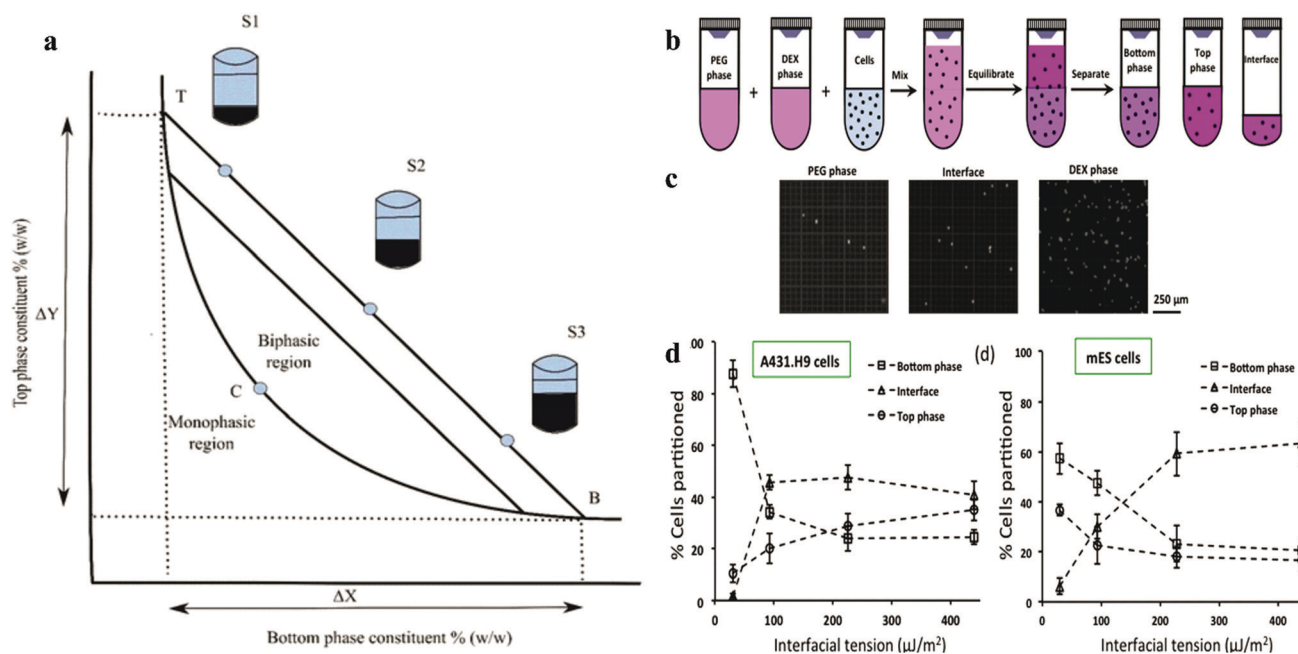 a
S1
T
S2
S3
Top phase constituent % (w/w)
ΔY
Biphasic
region
C
Monophasic
region
B
ΔX
Bottom phase constituent % (w/w)
b
PEG
phase
+
DEX
phase
+
Cells
Mix
Equilibrate
Separate
Bottom
phase
Top
phase
Interface
c
PEG phase
Interface
DEX phase
250 µm
d
A431.H9 cells
Bottom phase
Interface
Top phase
% Cells partitioned
00
80
60
40
20
0
0
100
200
300
400
Interfacial tension (µJ/m²)
(d)
mES cells
Bottom phase
Interface
Top phase
% Cells partitioned
100
80
60
40
20
0
0
100
200
300
400
Interfacial tension (µJ/m²)